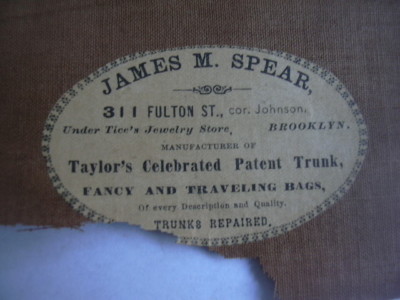 JAMES M. SPEAR,
311 FULTON ST., cor. Johnson.
Under Tice's Jewelry Store, BROOKLYN.
MANUFACTURER OF
Taylor's Celebrated Patent Trunk,
FANCY AND TRAVELING BAGS,
Of every Description and Quality.
TRUNKS REPAIRED,